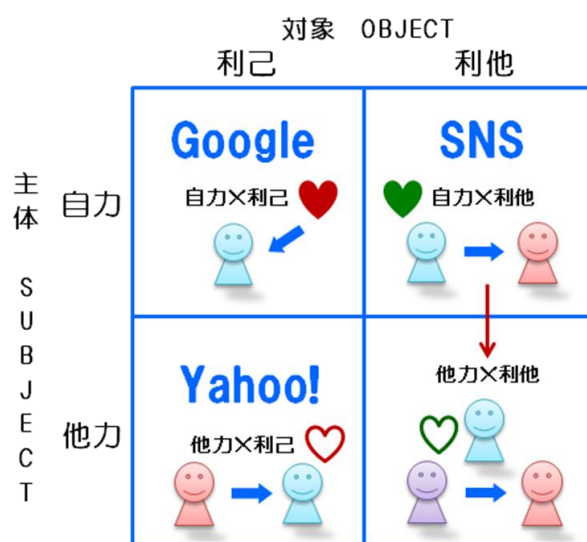 対象 OBJECT
利己 利他
主体 SUBJECT
自力
Google
自力×利己
SNS
自力×利他
他力
Yahoo!
他力×利己
他力×利他